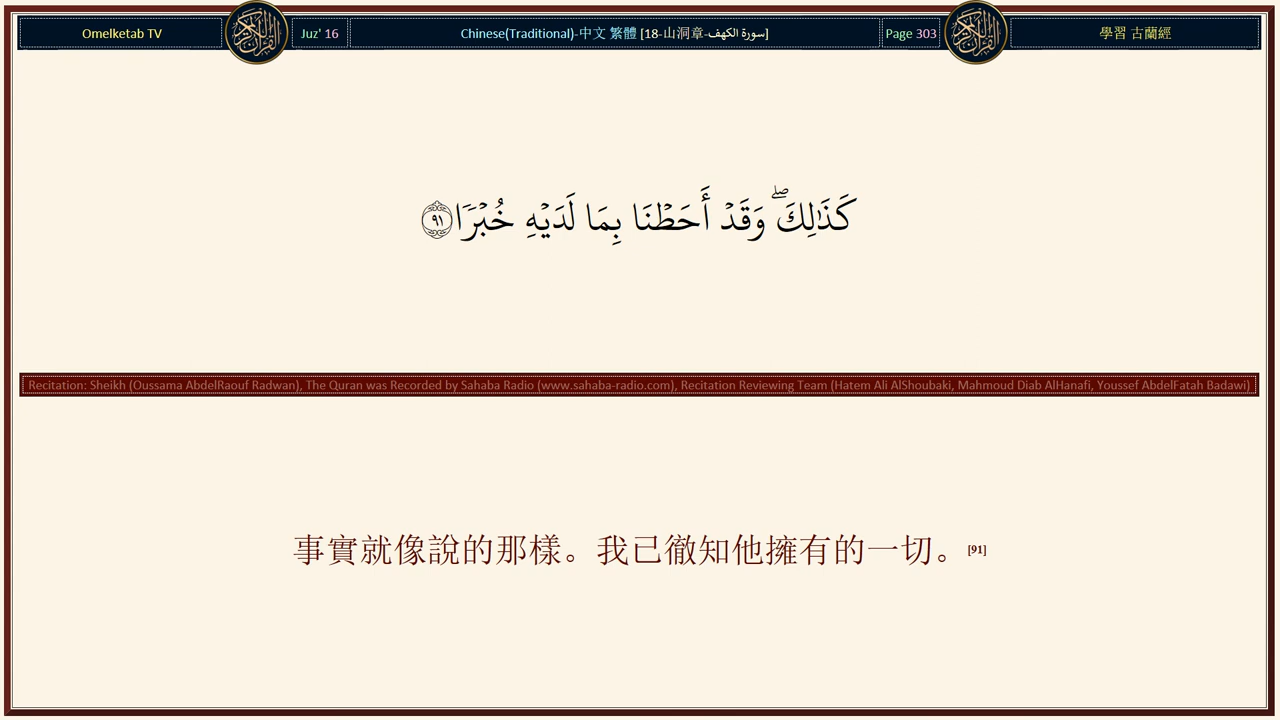 Omelketab TV
Juz' 16
Chinese(Traditional)-中文 繁體 [18-山洞章-سورة الكهف]
Page 303
學習 古蘭經
كَذَٰلِكَۖ وَقَدۡ أَحَطۡنَا بِمَا لَدَيۡهِ خُبۡرٗا ٩١
Recitation: Sheikh (Oussama AbdelRaouf Radwan), The Quran was Recorded by Sahaba Radio (www.sahaba-radio.com), Recitation Reviewing Team (Hatem Ali AlShoubaki, Mahmoud Diab AlHanafi, Youssef AbdelFatah Badawi)
事實就像說的那樣。我已徹知他擁有的一切。[91]